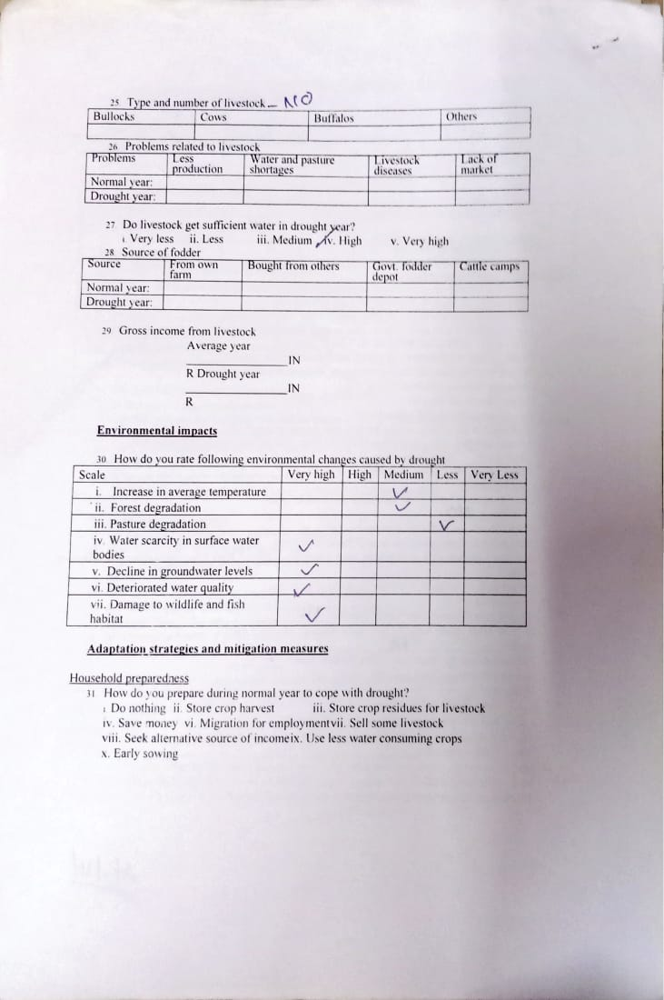 25 Type and number of livestock – NO
Bullocks Cows Buffalos Others
26 Problems related to livestock
Problems Less production Water and pasture shortages Livestock diseases Lack of market
Normal year:
Drought year:
27 Do livestock get sufficient water in drought year?
i. Very less ii. Less iii. Medium ✓iv. High v. Very high
28 Source of fodder
Source From own farm Bought from others Govt. fodder depot Cattle camps
Normal year:
Drought year:
29 Gross income from livestock
Average year
____________IN
R Drought year
____________IN
R
Environmental impacts
30 How do you rate following environmental changes caused by drought
Scale Very high High Medium Less Very Less
i. Increase in average temperature ✓
ii. Forest degradation ✓
iii. Pasture degradation ✓
iv. Water scarcity in surface water bodies ✓
v. Decline in groundwater levels ✓
vi. Deteriorated water quality ✓
vii. Damage to wildlife and fish habitat ✓
Adaptation strategies and mitigation measures
Household preparedness
31 How do you prepare during normal year to cope with drought?
i Do nothing ii. Store crop harvest iii. Store crop residues for livestock
iv. Save money vi. Migration for employmentvii. Sell some livestock
viii. Seek alternative source of incomeix. Use less water consuming crops
x. Early sowing